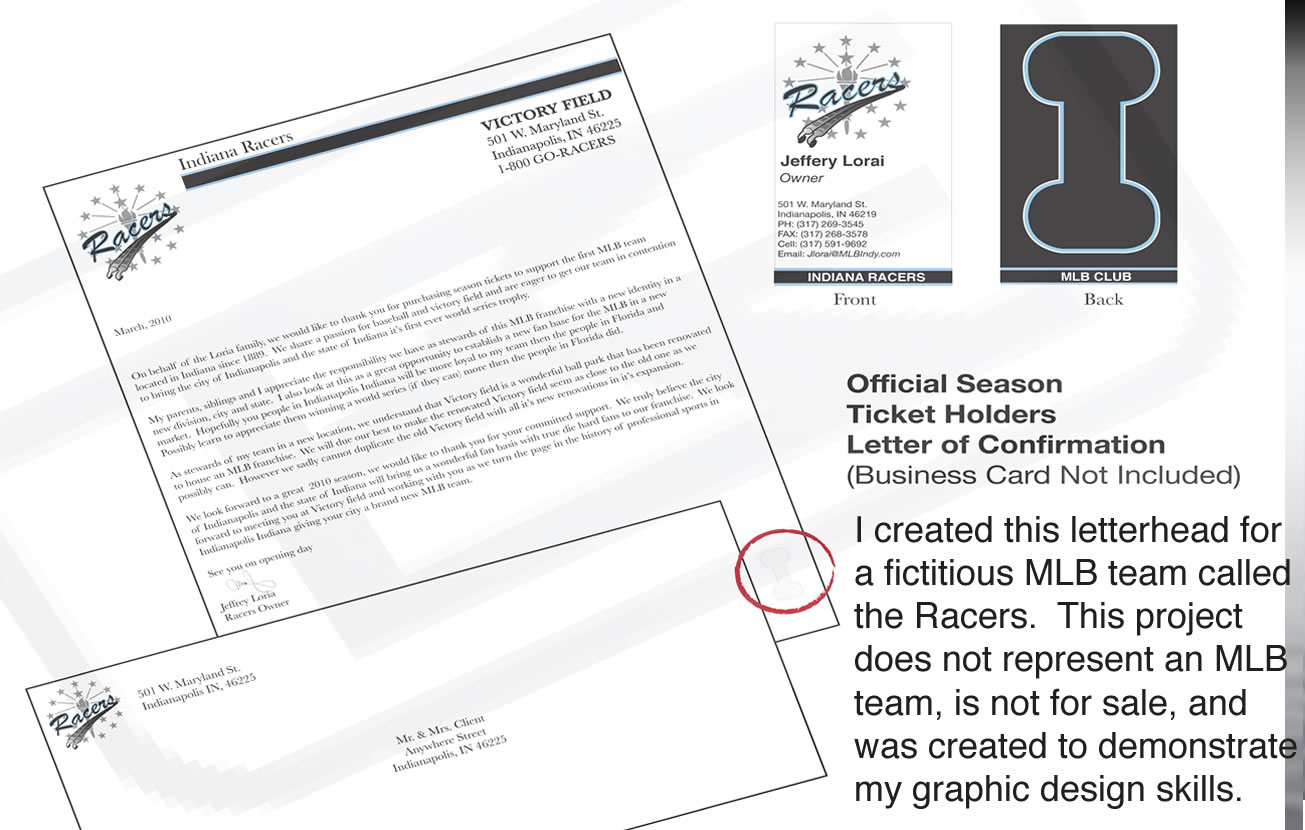 Indiana Racers
VICTORY FIELD
501 W. Maryland St.
Indianapolis, IN 46225
1-800 GO-RACERS
Racers
March, 2010
On behalf of the Loria family, we would like to thank you for purchasing season tickets to support the first MLB team
located in Indiana since 1889. We share a passion for baseball and victory field and are eager to get our team in contention
to bring the city of Indianapolis and the state of Indiana it's first ever world series trophy.
My parents, siblings and I appreciate the responsibility we have as stewards of this MLB franchise with a new identity in a
new division, city and state. I also look at this as a great opportunity to establish a new fan base for the MLB in a new
market. Hopefully you people in Indianapolis Indiana will be more loyal to my team then the people in Florida and
Possibly learn to appreciate them winning a world series (if they can) more then the people in Florida did.
As stewards of my team in a new location, we understand that Victory field is a wonderful ball park that has been renovated
to house an MLB franchise. We will due our best to make the renovated Victory field seem as close to the old one as we
possibly can. However we sadly cannot duplicate the old Victory field with all it's new renovations in it's expansion.
We look forward to a great 2010 season, we would like to thank you for your committed support. We truly believe the city
of Indianapolis and the state of Indiana will bring us a wonderful fan basis with true die hard fans to our franchise. We look
forward to meeting you at Victory field and working with you as we turn the page in the history of professional sports in
Indianapolis Indiana giving your city a brand new MLB team.
See you on opening day
Jeffrey Loria
Racers Owner
Racers
501 W. Maryland St.
Indianapolis IN, 46225
Mr. & Mrs. Client
Anywhere Street
Indianapolis, IN 46225
Racers
Jeffery Lorai
Owner
501 W. Maryland St.
Indianapolis, IN 46219
PH: (317) 269-3545
FAX: (317) 268-3578
Cell: (317) 591-9692
Email: Jlorai@MLBIndy.com
INDIANA RACERS
Front
MLB CLUB
Back
Official Season
Ticket Holders
Letter of Confirmation
(Business Card Not Included)
I created this letterhead for
a fictitious MLB team called
the Racers. This project
does not represent an MLB
team, is not for sale, and
was created to demonstrate
my graphic design skills.